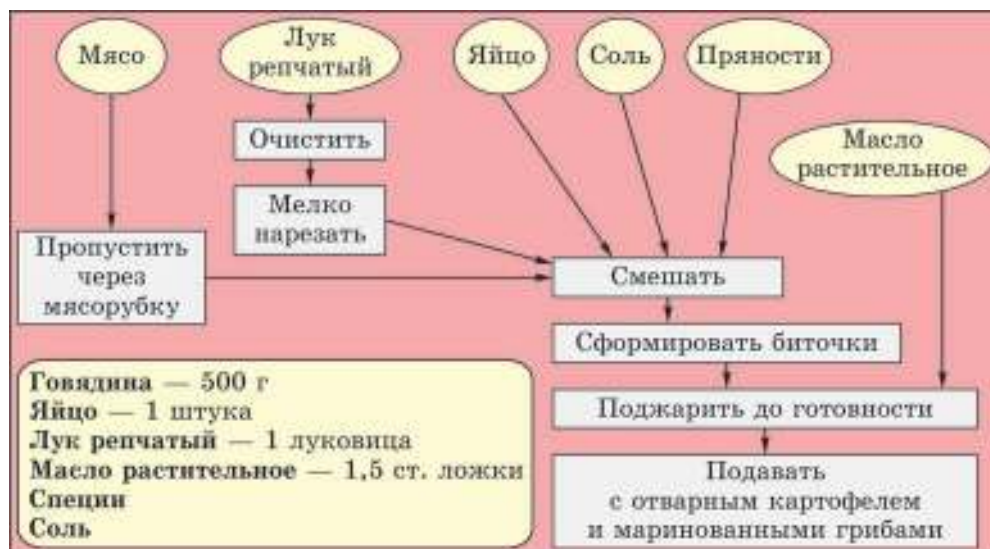 Мясо
Лук
репчатый
Яйцо
Соль
Пряности
Масло
растительное
Очистить
Мелко
нарезать
Пропустить
через
мясорубку
Смешать
Сформировать биточки
Поджарить до готовности
Подавать
с отварным картофелем
и маринованными грибами
Говядина — 500 г
Яйцо — 1 штука
Лук репчатый — 1 луковица
Масло растительное — 1,5 ст. ложки
Специи
Соль